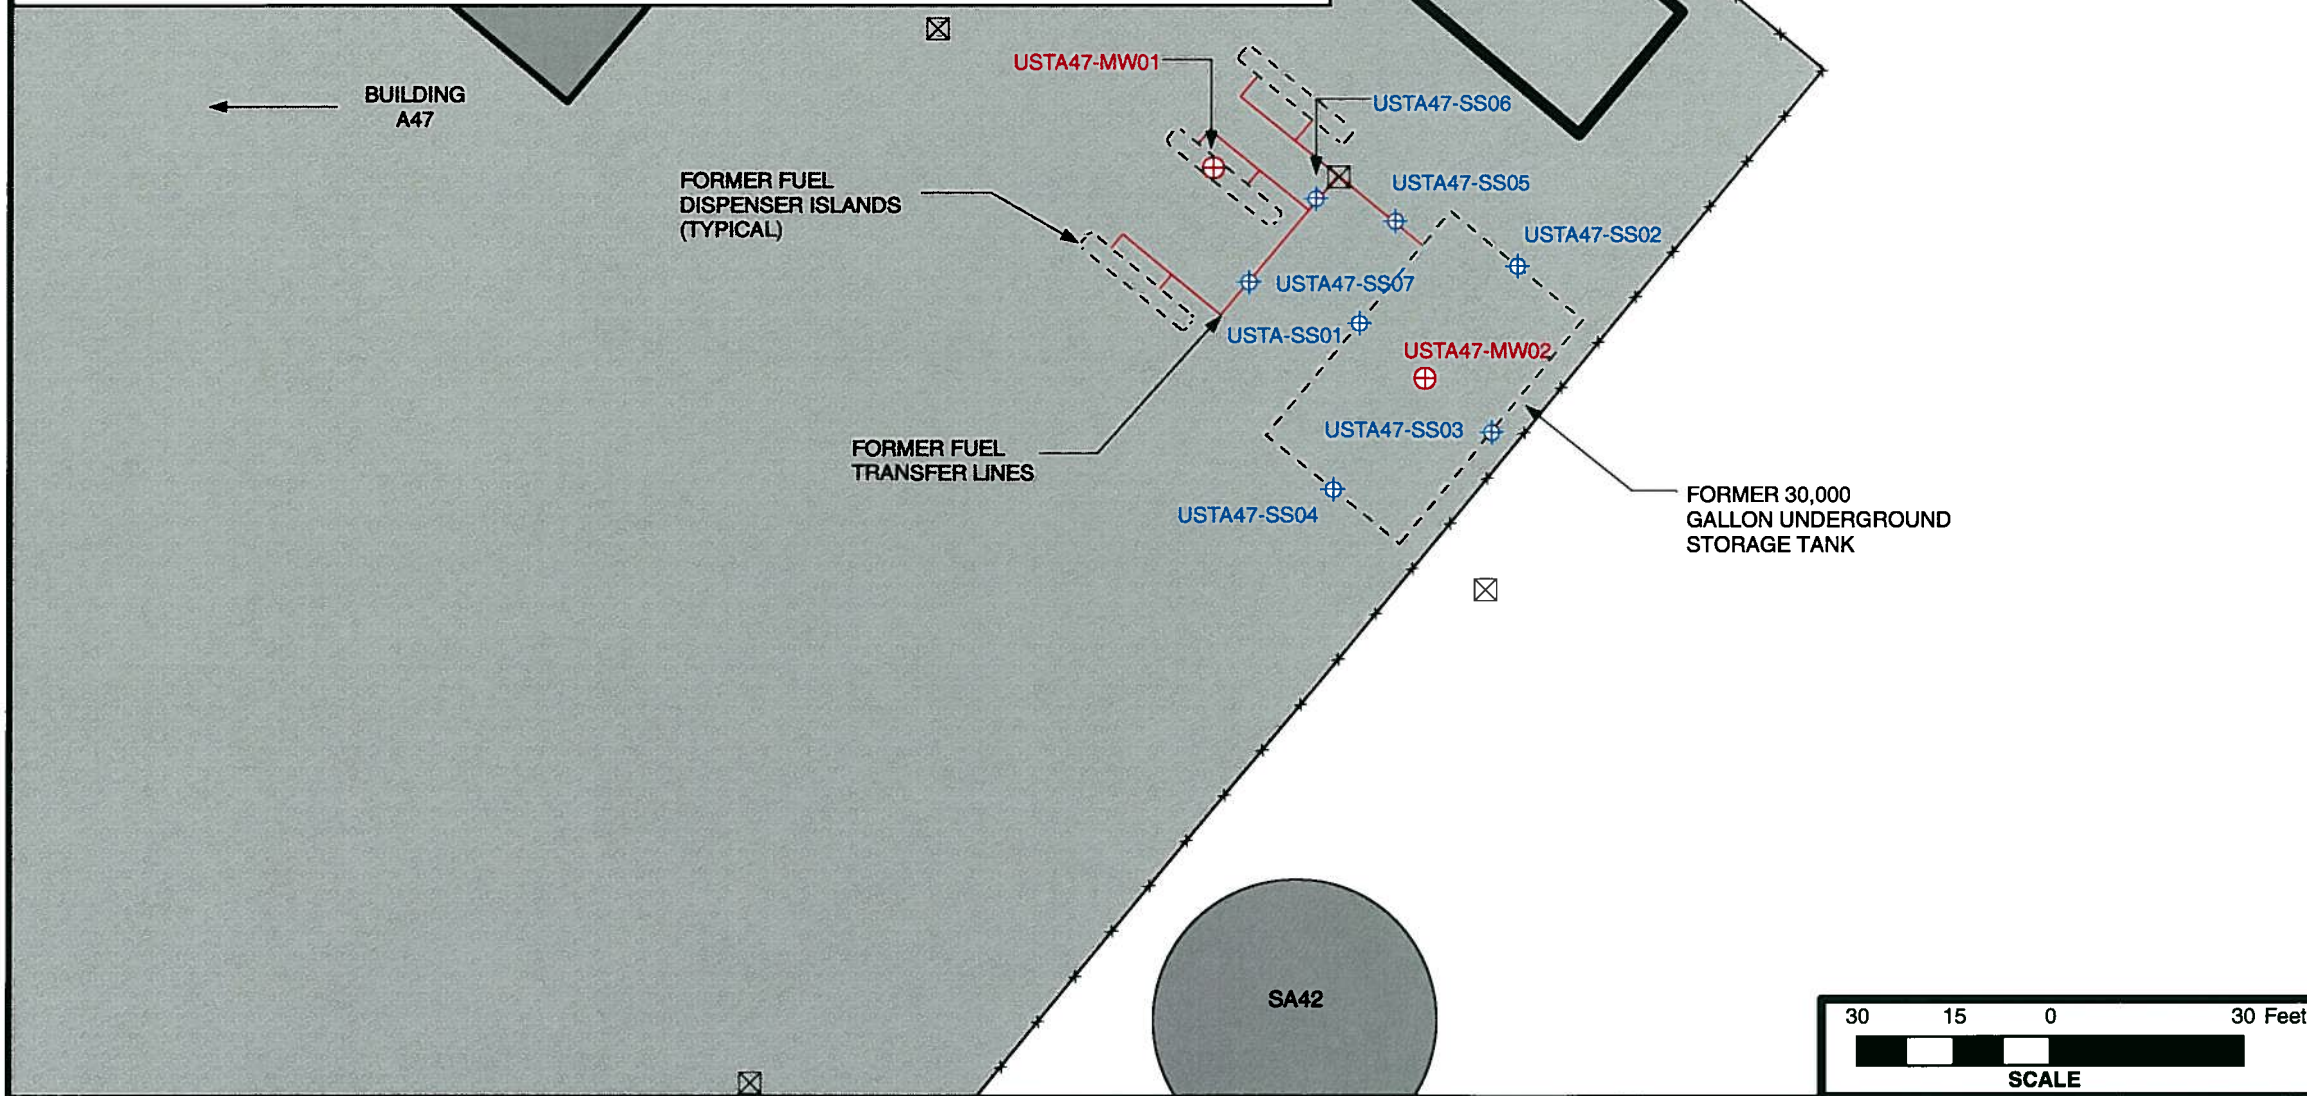 USTA47-MW01
BUILDING
A47
USTA47-SS06
FORMER FUEL
DISPENSER ISLANDS
(TYPICAL)
USTA47-SS05
USTA47-SS02
USTA47-SS07
USTA-SS01
USTA47-MW02
USTA47-SS03
FORMER FUEL
TRANSFER LINES
USTA47-SS04
FORMER 30,000
GALLON UNDERGROUND
STORAGE TANK
SA42
30 15 0 30 Feet
SCALE